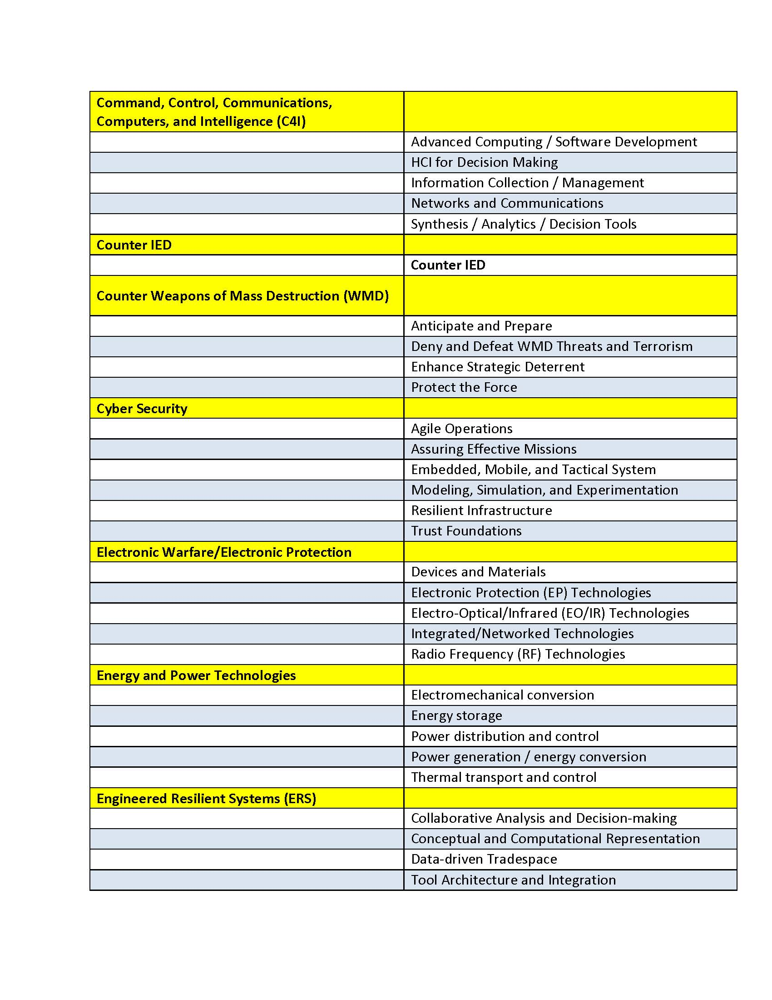 Command, Control, Communications,
Computers, and Intelligence (C4I)
Advanced Computing / Software Development
HCI for Decision Making
Information Collection / Management
Networks and Communications
Synthesis / Analytics / Decision Tools
Counter IED
Counter IED
Counter Weapons of Mass Destruction (WMD)
Anticipate and Prepare
Deny and Defeat WMD Threats and Terrorism
Enhance Strategic Deterrent
Protect the Force
Cyber Security
Agile Operations
Assuring Effective Missions
Embedded, Mobile, and Tactical System
Modeling, Simulation, and Experimentation
Resilient Infrastructure
Trust Foundations
Electronic Warfare/Electronic Protection
Devices and Materials
Electronic Protection (EP) Technologies
Electro-Optical/Infrared (EO/IR) Technologies
Integrated/Networked Technologies
Radio Frequency (RF) Technologies
Energy and Power Technologies
Electromechanical conversion
Energy storage
Power distribution and control
Power generation / energy conversion
Thermal transport and control
Engineered Resilient Systems (ERS)
Collaborative Analysis and Decision-making
Conceptual and Computational Representation
Data-driven Tradespace
Tool Architecture and Integration